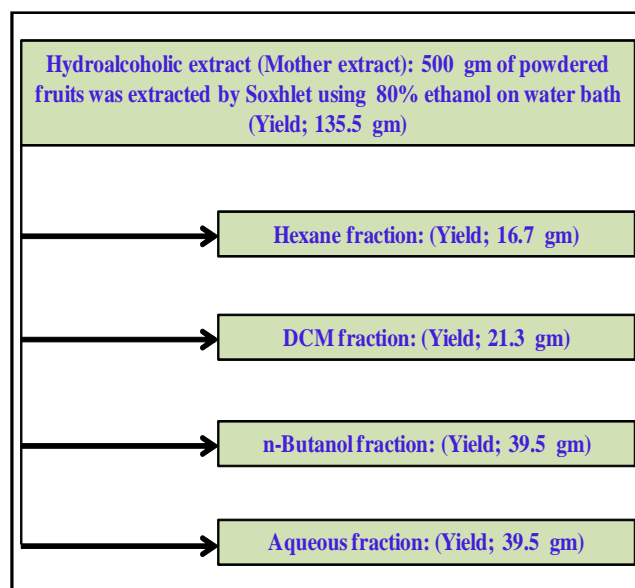 Hydroalcoholic extract (Mother extract): 500 gm of powdered
fruits was extracted by Soxhlet using 80% ethanol on water bath
(Yield; 135.5 gm)
Hexane fraction: (Yield; 16.7 gm)
DCM fraction: (Yield; 21.3 gm)
n-Butanol fraction: (Yield; 39.5 gm)
Aqueous fraction: (Yield; 39.5 gm)